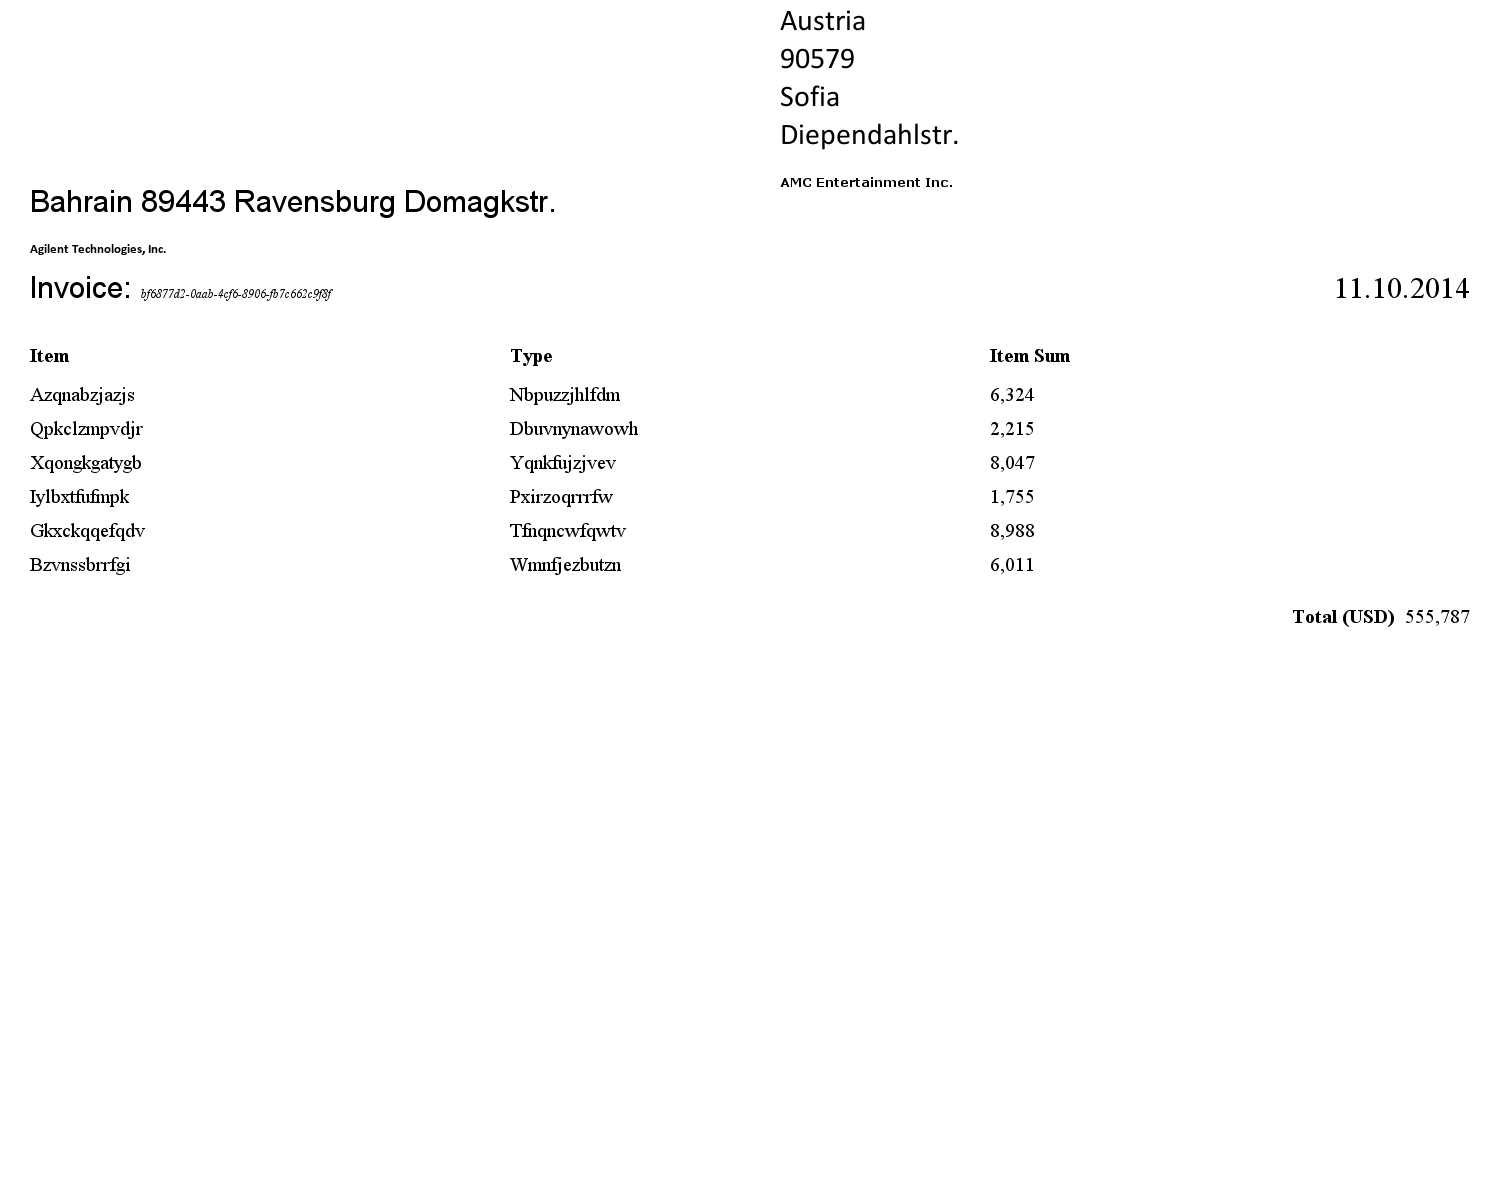 Austria
90579
Sofia
Diependahlstr.
AMC Entertainment Inc.
Bahrain 89443 Ravensburg Domagkstr.
Agilent Technologies, Inc.
Invoice: bf6877d2-0aab-4cf6-8906-fb7c662c9f8f 11.10.2014
Item Type Item Sum
Azqnabzjazjs Nbpuzzjhlfdm 6,324
Qpkclzmpvdjr Dbuvnynawowh 2,215
Xqongkgatygb Yqnkfujzjvev 8,047
Iylbxtfufmpk Pxirzoqrrrfw 1,755
Gkxckqqefqdv Tfnqncwfqwtv 8,988
Bzvnssbrrfgi Wmnfjezbutzn 6,011
Total (USD) 555,787